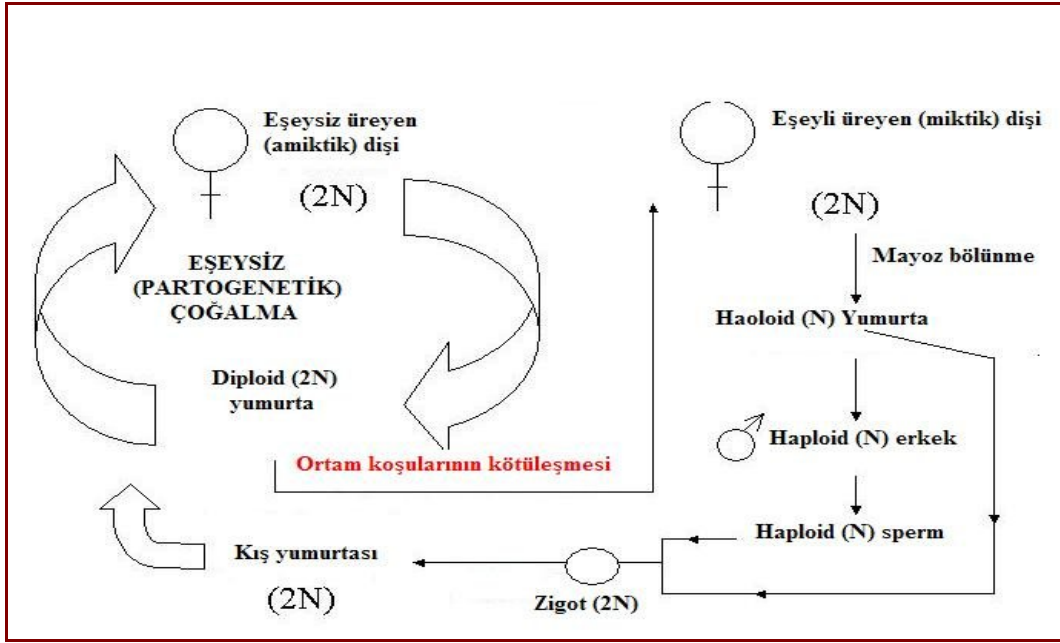 Eşeysiz üreyen
(amiktik) dişi
(2N)
EŞEYSİZ
(PARTOGENETİK)
ÇOĞALMA
Diploid (2N)
yumurta
Ortam koşularının kötüleşmesi
Eşeyli üreyen (miktik) dişi
(2N)
Mayoz bölünme
Haoloid (N) Yumurta
Haploid (N) erkek
Haploid (N) sperm
Zigot (2N)
Kış yumurtası
(2N)